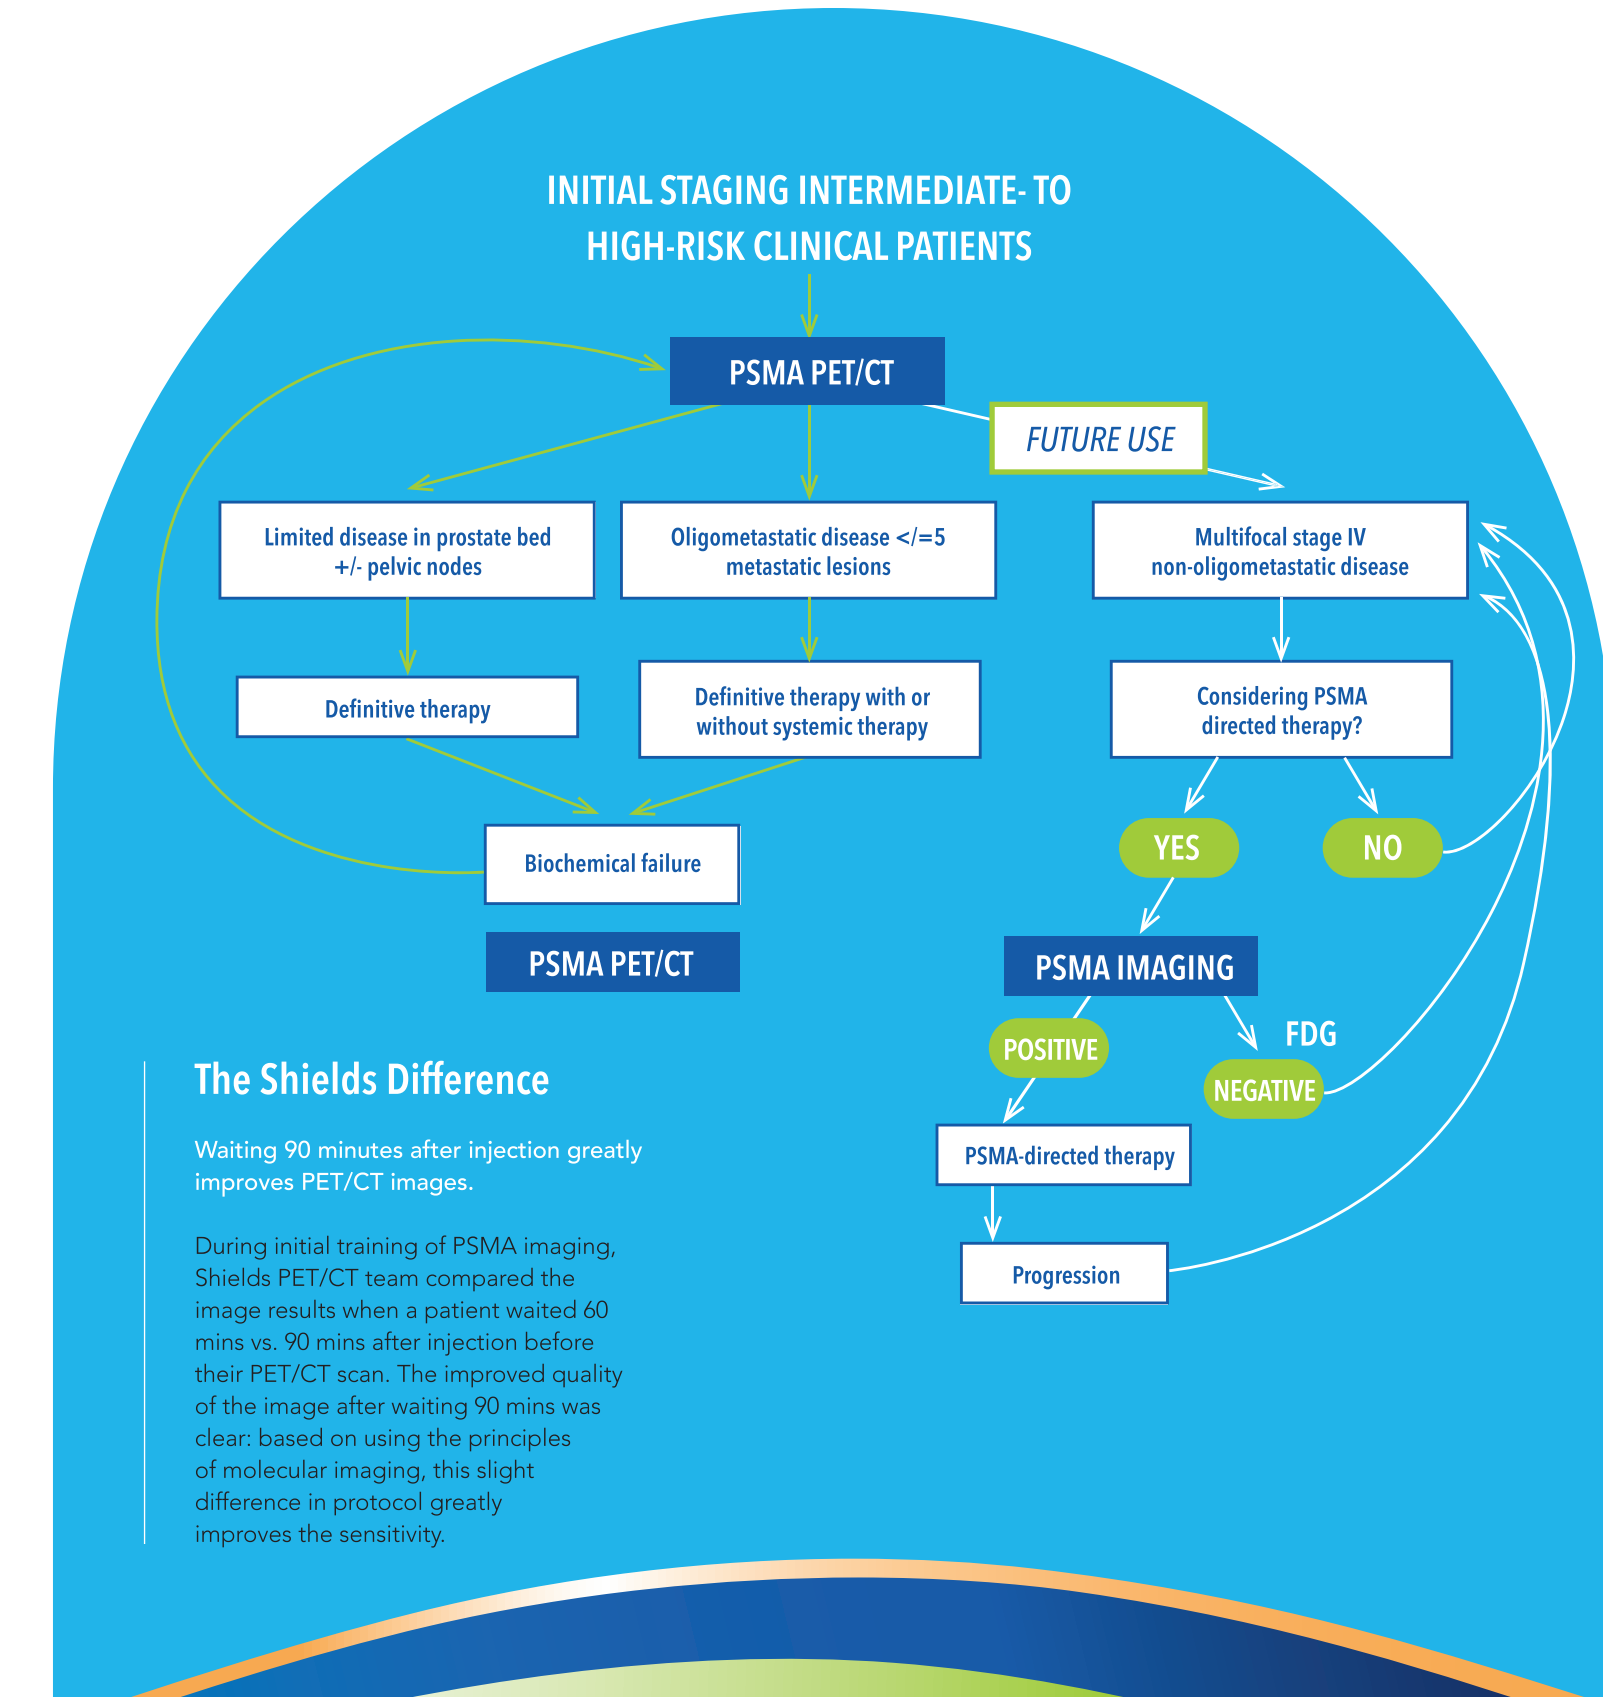 INITIAL STAGING INTERMEDIATE- TO
HIGH-RISK CLINICAL PATIENTS
PSMA PET/CT
FUTURE USE
Limited disease in prostate bed
+/- pelvic nodes
Oligometastatic disease </=5
metastatic lesions
Multifocal stage IV
non-oligometastatic disease
Definitive therapy
Definitive therapy with or
without systemic therapy
Considering PSMA
directed therapy?
Biochemical failure
YES
NO
PSMA PET/CT
PSMA IMAGING
POSITIVE
FDG
NEGATIVE
PSMA-directed therapy
Progression
The Shields Difference
Waiting 90 minutes after injection greatly
improves PET/CT images.
During initial training of PSMA imaging,
Shields PET/CT team compared the
image results when a patient waited 60
mins vs. 90 mins after injection before
their PET/CT scan. The improved quality
of the image after waiting 90 mins was
clear: based on using the principles
of molecular imaging, this slight
difference in protocol greatly
improves the sensitivity.